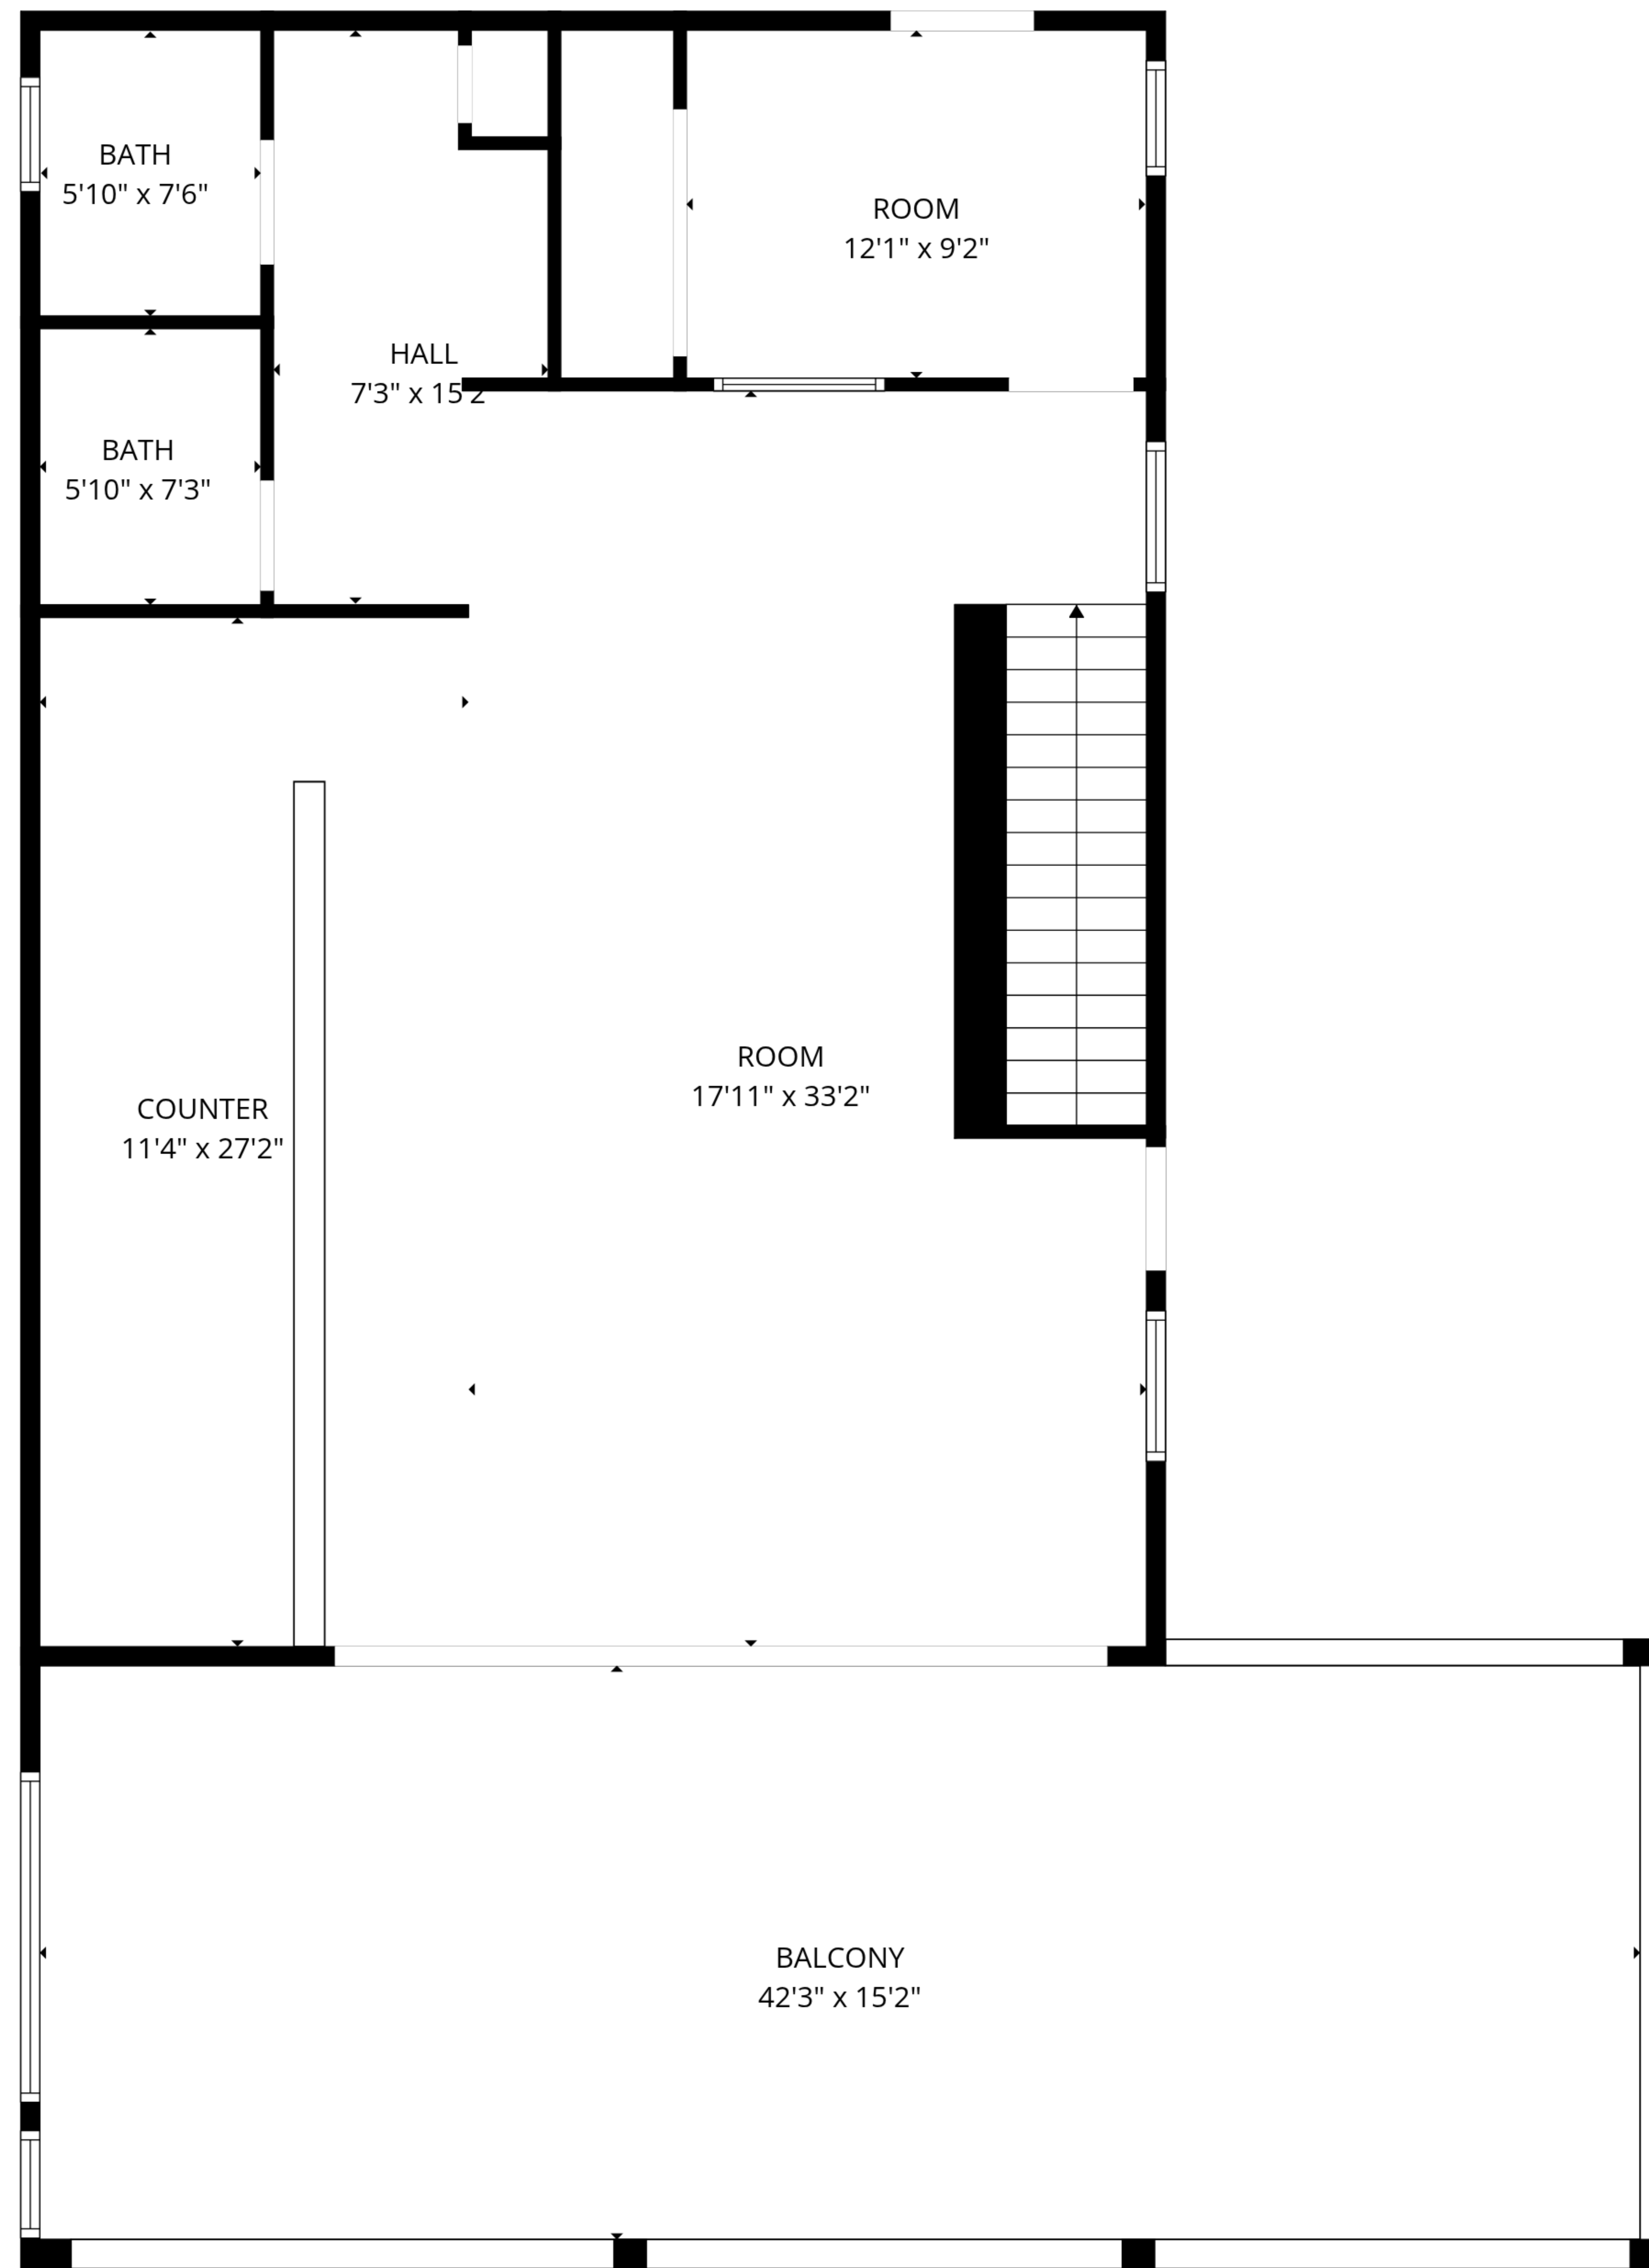 BATH
5'10" x 7'6"
ROOM
12'1" x 9'2"
HALL
7'3" x 15'2
BATH
5'10" x 7'3"
ROOM
17'11" x 33'2"
COUNTER
11'4" x 27'2"
BALCONY
42'3" x 15'2"